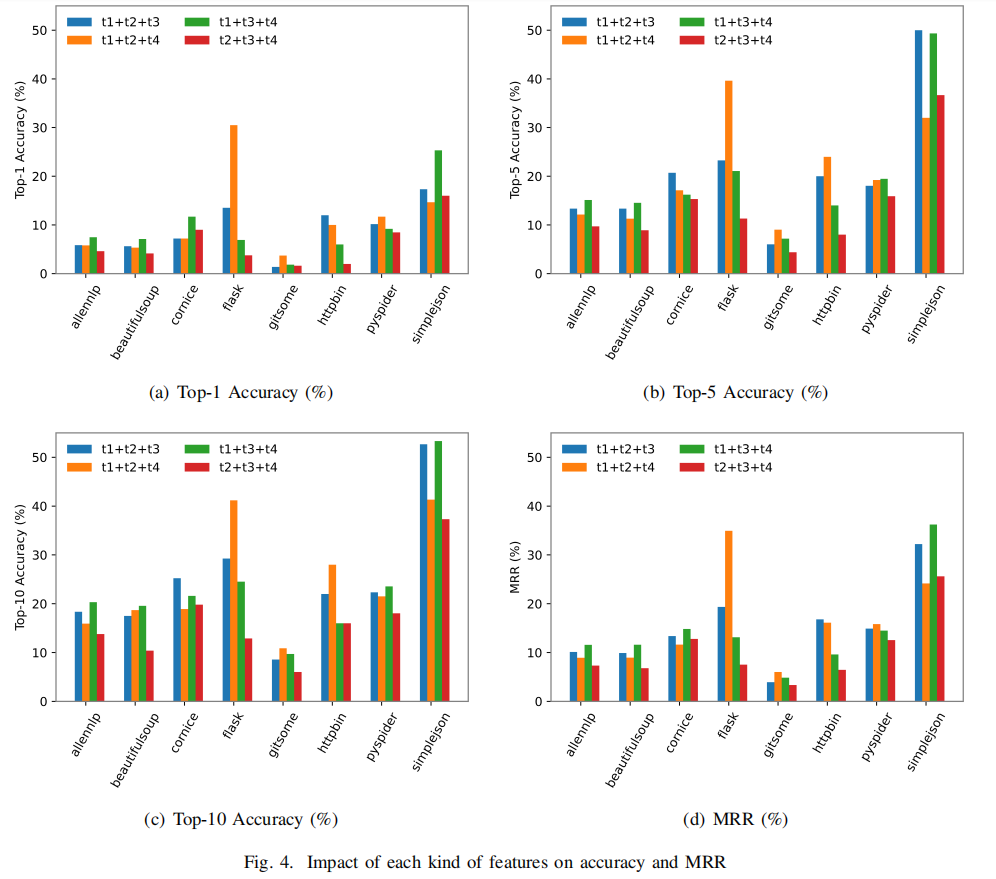 t1+t2+t3 t1+t3+t4
t1+t2+t4 t2+t3+t4
Top-1 Accuracy (%)
50
40
30
20
10
0
allennlp beautifulsoup cornice flask gitsome httpbin pyspider simplejson
(a) Top-1 Accuracy (%)
t1+t2+t3 t1+t3+t4
t1+t2+t4 t2+t3+t4
Top-5 Accuracy (%)
50
40
30
20
10
0
allennlp beautifulsoup cornice flask gitsome httpbin pyspider simplejson
(b) Top-5 Accuracy (%)
t1+t2+t3 t1+t3+t4
t1+t2+t4 t2+t3+t4
Top-10 Accuracy (%)
50
40
30
20
10
0
allennlp beautifulsoup cornice flask gitsome httpbin pyspider simplejson
(c) Top-10 Accuracy (%)
t1+t2+t3 t1+t3+t4
t1+t2+t4 t2+t3+t4
MRR (%)
50
40
30
20
10
0
allennlp beautifulsoup cornice flask gitsome httpbin pyspider simplejson
(d) MRR (%)
Fig. 4. Impact of each kind of features on accuracy and MRR